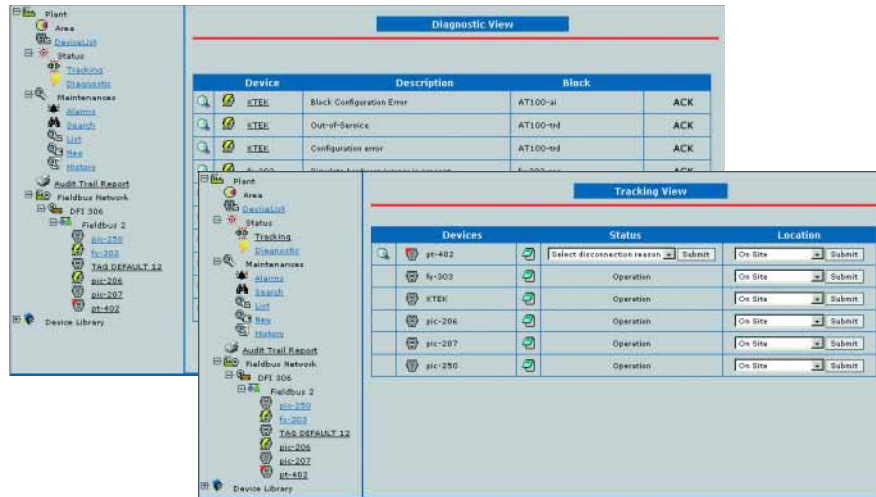 Plant
Area
DeviceList
Status
Tracking
Diagnostic
Maintenances
Alarms
Search
List
New
History
Audit Trail Report
Fieldbus Network
DFI 306
Fieldbus 2
pic-250
fy-303
TAG DEFAULT 12
pic-206
pic-207
pt-402
Device Library
Diagnostic View
Device Description Block
KTEK Block Configuration Error AT100-ai ACK
KTEK Out-of-Service AT100-trd ACK
KTEK Configuration error AT100-trd ACK
Plant
Area
DeviceList
Status
Tracking
Diagnostic
Maintenances
Alarms
Search
List
New
History
Audit Trail Report
Fieldbus Network
DFI 306
Fieldbus 2
pic-250
fy-303
TAG DEFAULT 12
pic-206
pic-207
pt-402
Device Library
Tracking View
Devices Status Location
pt-402 Select disconnection reason Submit On Site Submit
fy-303 Operation On Site Submit
KTEK Operation On Site Submit
pic-206 Operation On Site Submit
pic-207 Operation On Site Submit
pic-250 Operation On Site Submit